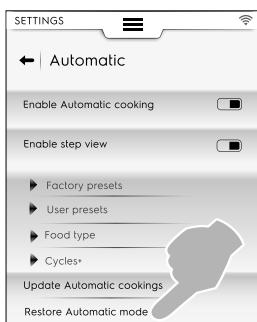 SETTINGS
Automatic
Enable Automatic cooking
Enable step view
Factory presets
User presets
Food type
Cycles+
Update Automatic cookings
Restore Automatic mode